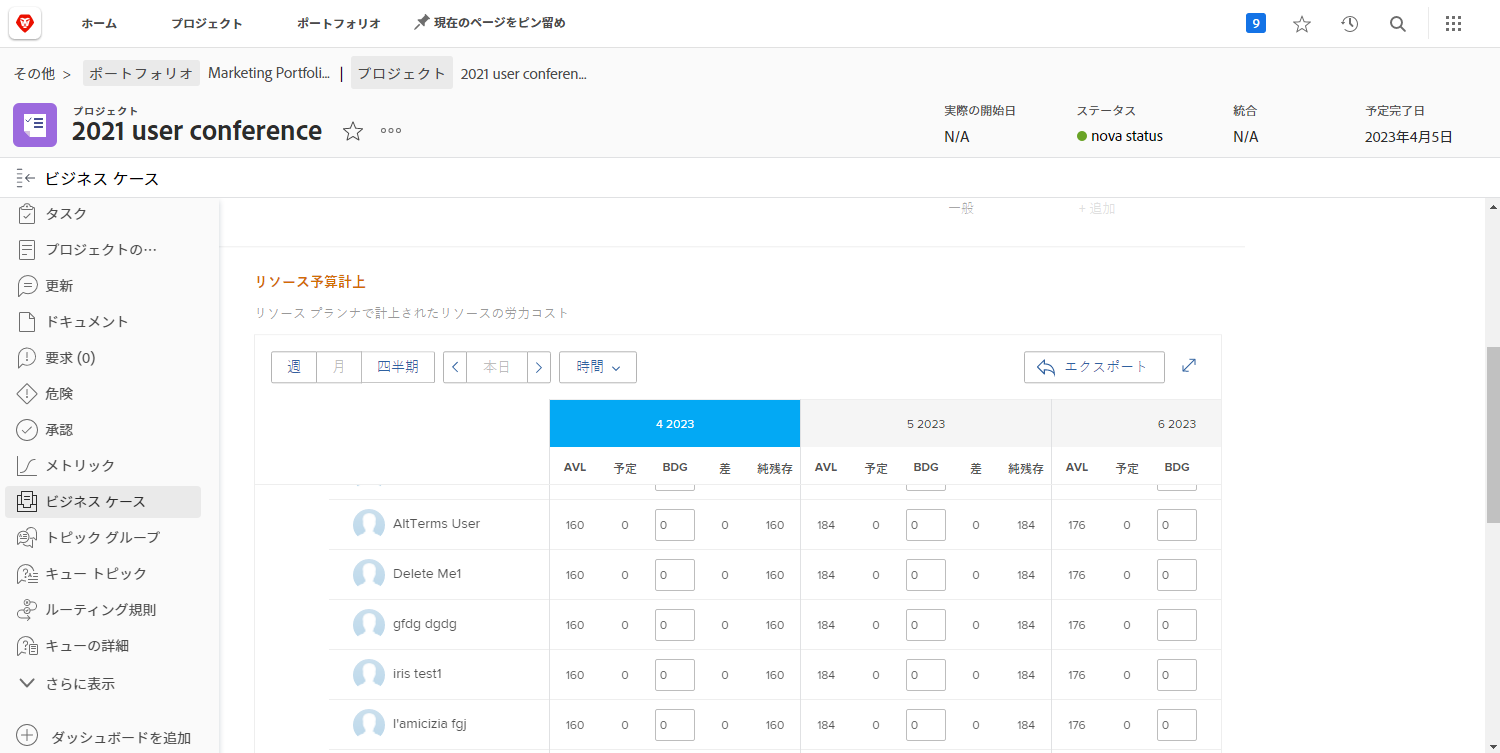 ホーム プロジェクト ポートフォリオ 現在のページをピン留め 9
その他 > ポートフォリオ Marketing Portfoli... | プロジェクト 2021 user conferen...
プロジェクト
2021 user conference
実際の開始日 ステータス 統合 予定完了日
N/A nova status N/A 2023年4月5日
ビジネス ケース
タスク
プロジェクトの…
更新
ドキュメント
要求 (0)
危険
承認
メトリック
ビジネス ケース
トピック グループ
キュー トピック
ルーティング規則
キューの詳細
さらに表示
ダッシュボードを追加
一般 + 追加
リソース予算計上
リソース プランナで計上されたリソースの労力コスト
週 月 四半期 < 本日 > 時間 エクスポート
4 2023 5 2023 6 2023
AVL 予定 BDG 差 純残存 AVL 予定 BDG 差 純残存 AVL 予定 BDG
AltTerms User 160 0 0 0 160 184 0 0 0 184 176 0 0
Delete Me1 160 0 0 0 160 184 0 0 0 184 176 0 0
gfdg dgdg 160 0 0 0 160 184 0 0 0 184 176 0 0
iris test1 160 0 0 0 160 184 0 0 0 184 176 0 0
l'amicizia fgj 160 0 0 0 160 184 0 0 0 184 176 0 0